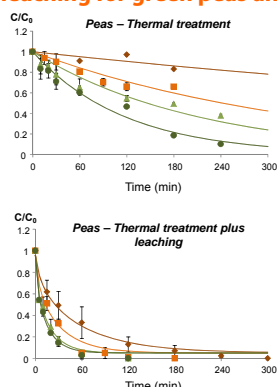 leaching for green peas an
C/C0
Peas – Thermal treatment
1.2
1
0.8
0.6
0.4
0.2
0
0 60 120 180 240 300
Time (min)
C/C0
Peas – Thermal treatment plus
leaching
1.2
1
0.8
0.6
0.4
0.2
0
0 60 120 180 240 300
Time (min)